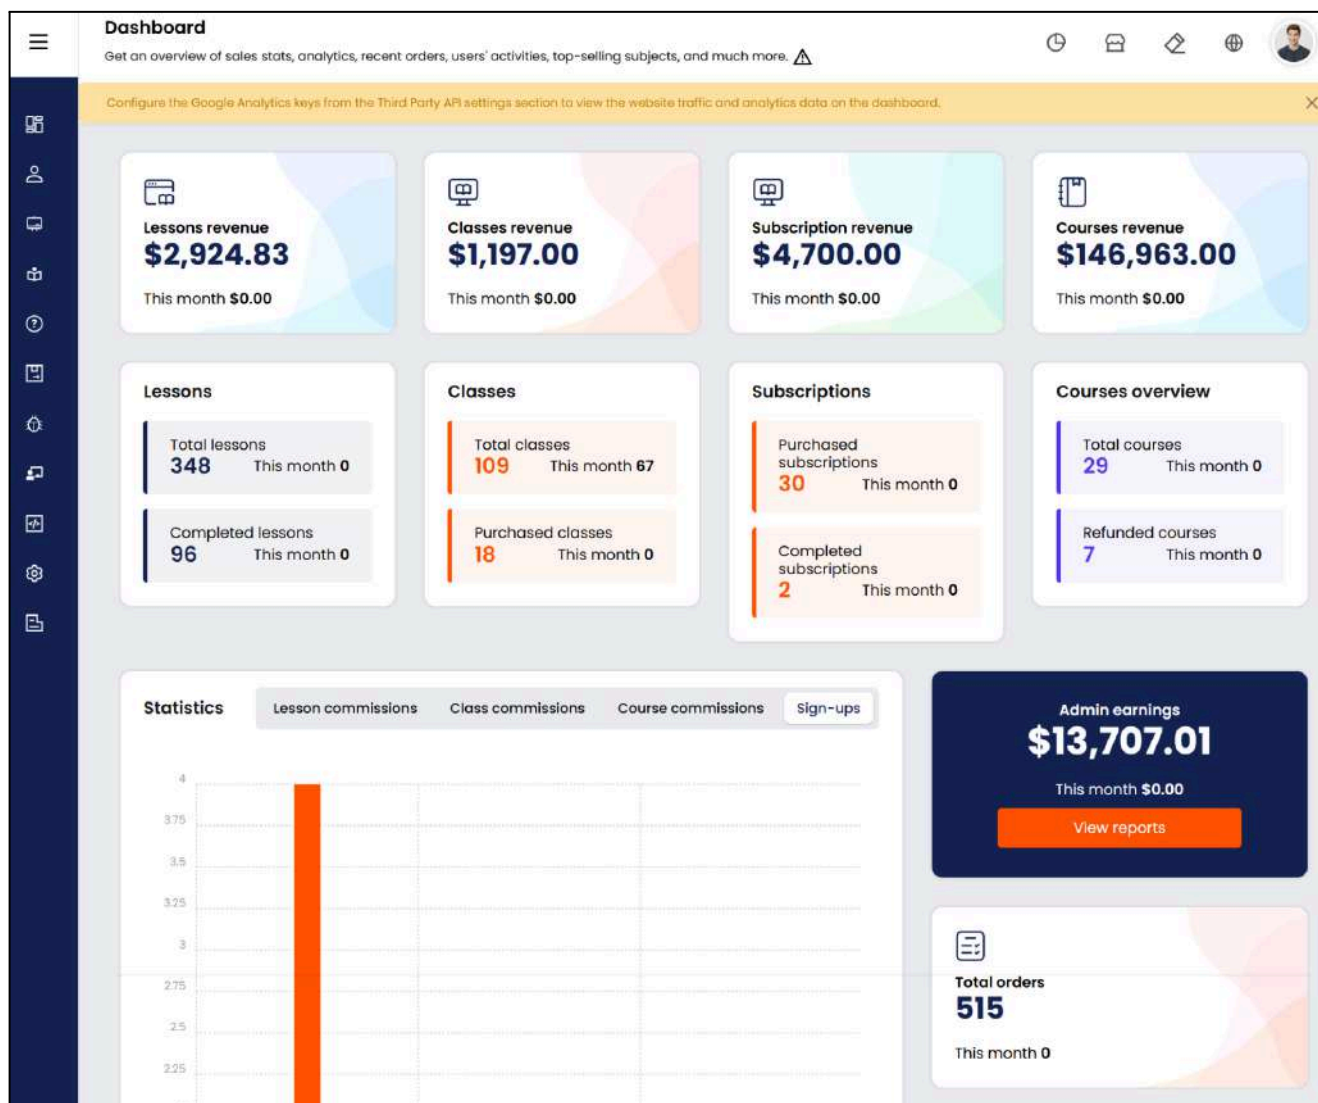 Dashboard
Get an overview of sales stats, analytics, recent orders, users' activities, top-selling subjects, and much more.
Configure the Google Analytics keys from the Third Party API settings section to view the website traffic and analytics data on the dashboard.
Lessons revenue
$2,924.83
This month $0.00
Classes revenue
$1,197.00
This month $0.00
Subscription revenue
$4,700.00
This month $0.00
Courses revenue
$146,963.00
This month $0.00
Lessons
Total lessons
348 This month 0
Completed lessons
96 This month 0
Classes
Total classes
109 This month 67
Purchased classes
18 This month 0
Subscriptions
Purchased
subscriptions
30 This month 0
Completed
subscriptions
2 This month 0
Courses overview
Total courses
29 This month 0
Refunded courses
7 This month 0
Statistics
Lesson commissions Class commissions Course commissions Sign-ups
4
3.75
3.5
3.25
3
2.75
2.5
2.25
Admin earnings
$13,707.01
This month $0.00
View reports
Total orders
515
This month 0